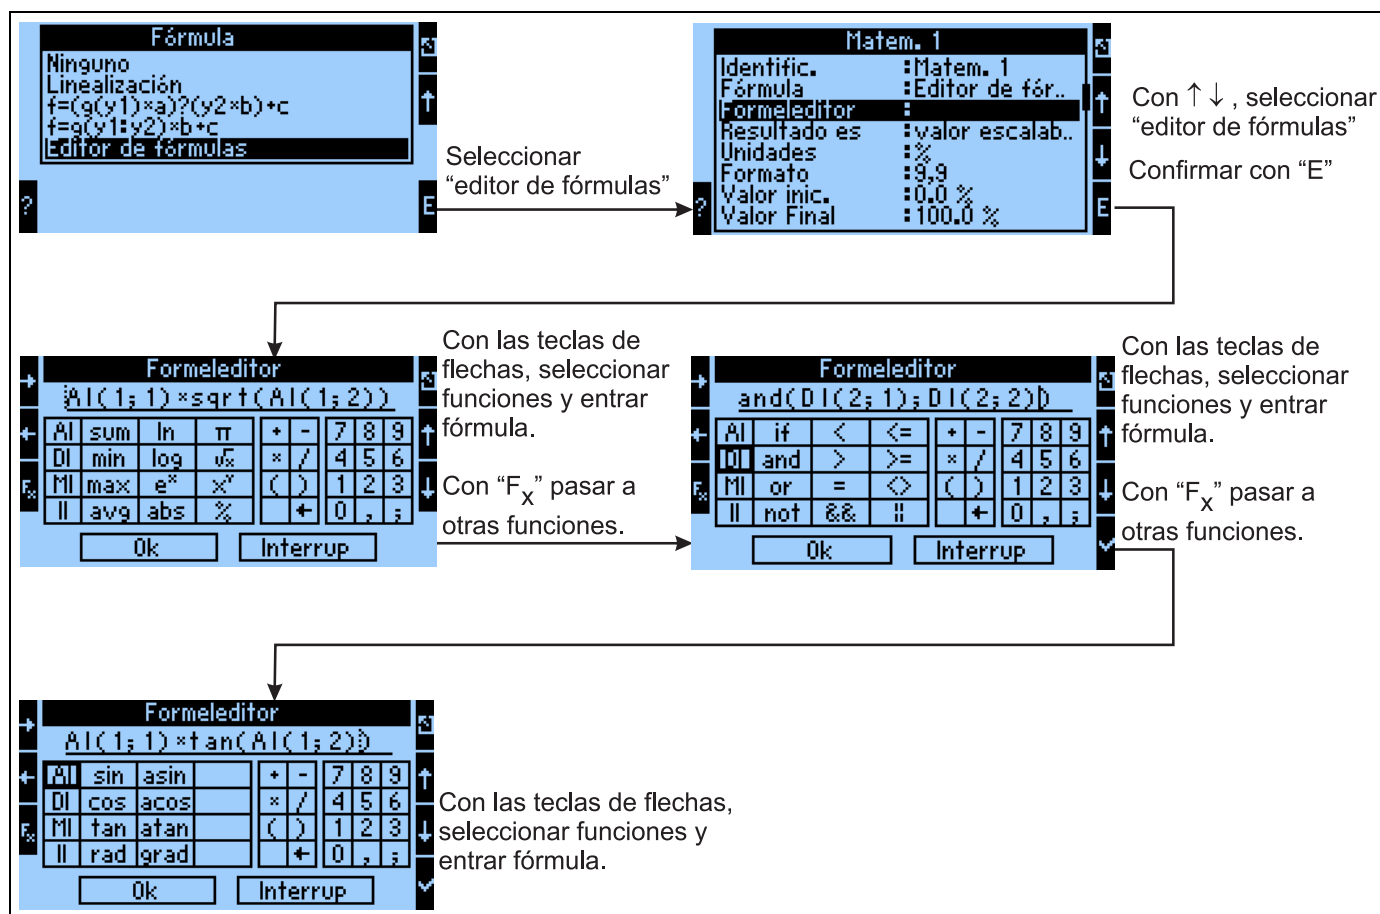 Fórmula
Ninguno
Linealización
f=(g(y1)×a)?(y2×b)+c
f=g(y1:y2)×b+c
Editor de fórmulas
?
E
Seleccionar
“editor de fórmulas”
Matem. 1
Identific. :Matem. 1
Fórmula :Editor de fór..
Formeleditor :
Resultado es :valor escalab..
Unidades :%
Formato :9,9
Valor inic. :0.0 %
Valor Final :100.0 %
?
E
Con ↑ ↓ , seleccionar
“editor de fórmulas”
Confirmar con “E”
Formeleditor
AI(1;1)×sqrt(AI(1;2))
AI sum ln π + - 7 8 9
DI min log √x × / 4 5 6
Fx MI max eˣ xʸ ( ) 1 2 3
II avg abs % ← 0 , ;
Ok Interrup
Con las teclas de
flechas, seleccionar
funciones y entrar
fórmula.
Con “Fx” pasar a
otras funciones.
Formeleditor
and(DI(2;1);DI(2;2))
AI if < <= + - 7 8 9
DI and > >= × / 4 5 6
Fx MI or = <> ( ) 1 2 3
II not && || ← 0 , ;
Ok Interrup
Con las teclas de
flechas, seleccionar
funciones y entrar
fórmula.
Con “Fx” pasar a
otras funciones.
Formeleditor
AI(1;1)×tan(AI(1;2))
AI sin asin + - 7 8 9
DI cos acos × / 4 5 6
Fx MI tan atan ( ) 1 2 3
II rad grad ← 0 , ;
Ok Interrup
Con las teclas de flechas,
seleccionar funciones y
entrar fórmula.